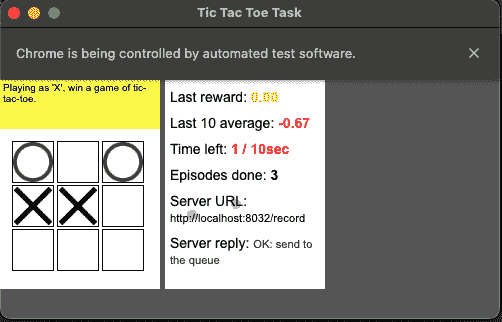 Tic Tac Toe Task
Chrome is being controlled by automated test software.
Playing as 'X', win a game of tic-
tac-toe.
Last reward: 0.00
Last 10 average: -0.67
Time left: 1 / 10sec
Episodes done: 3
Server URL:
http://localhost:8032/record
Server reply: OK: send to
the queue